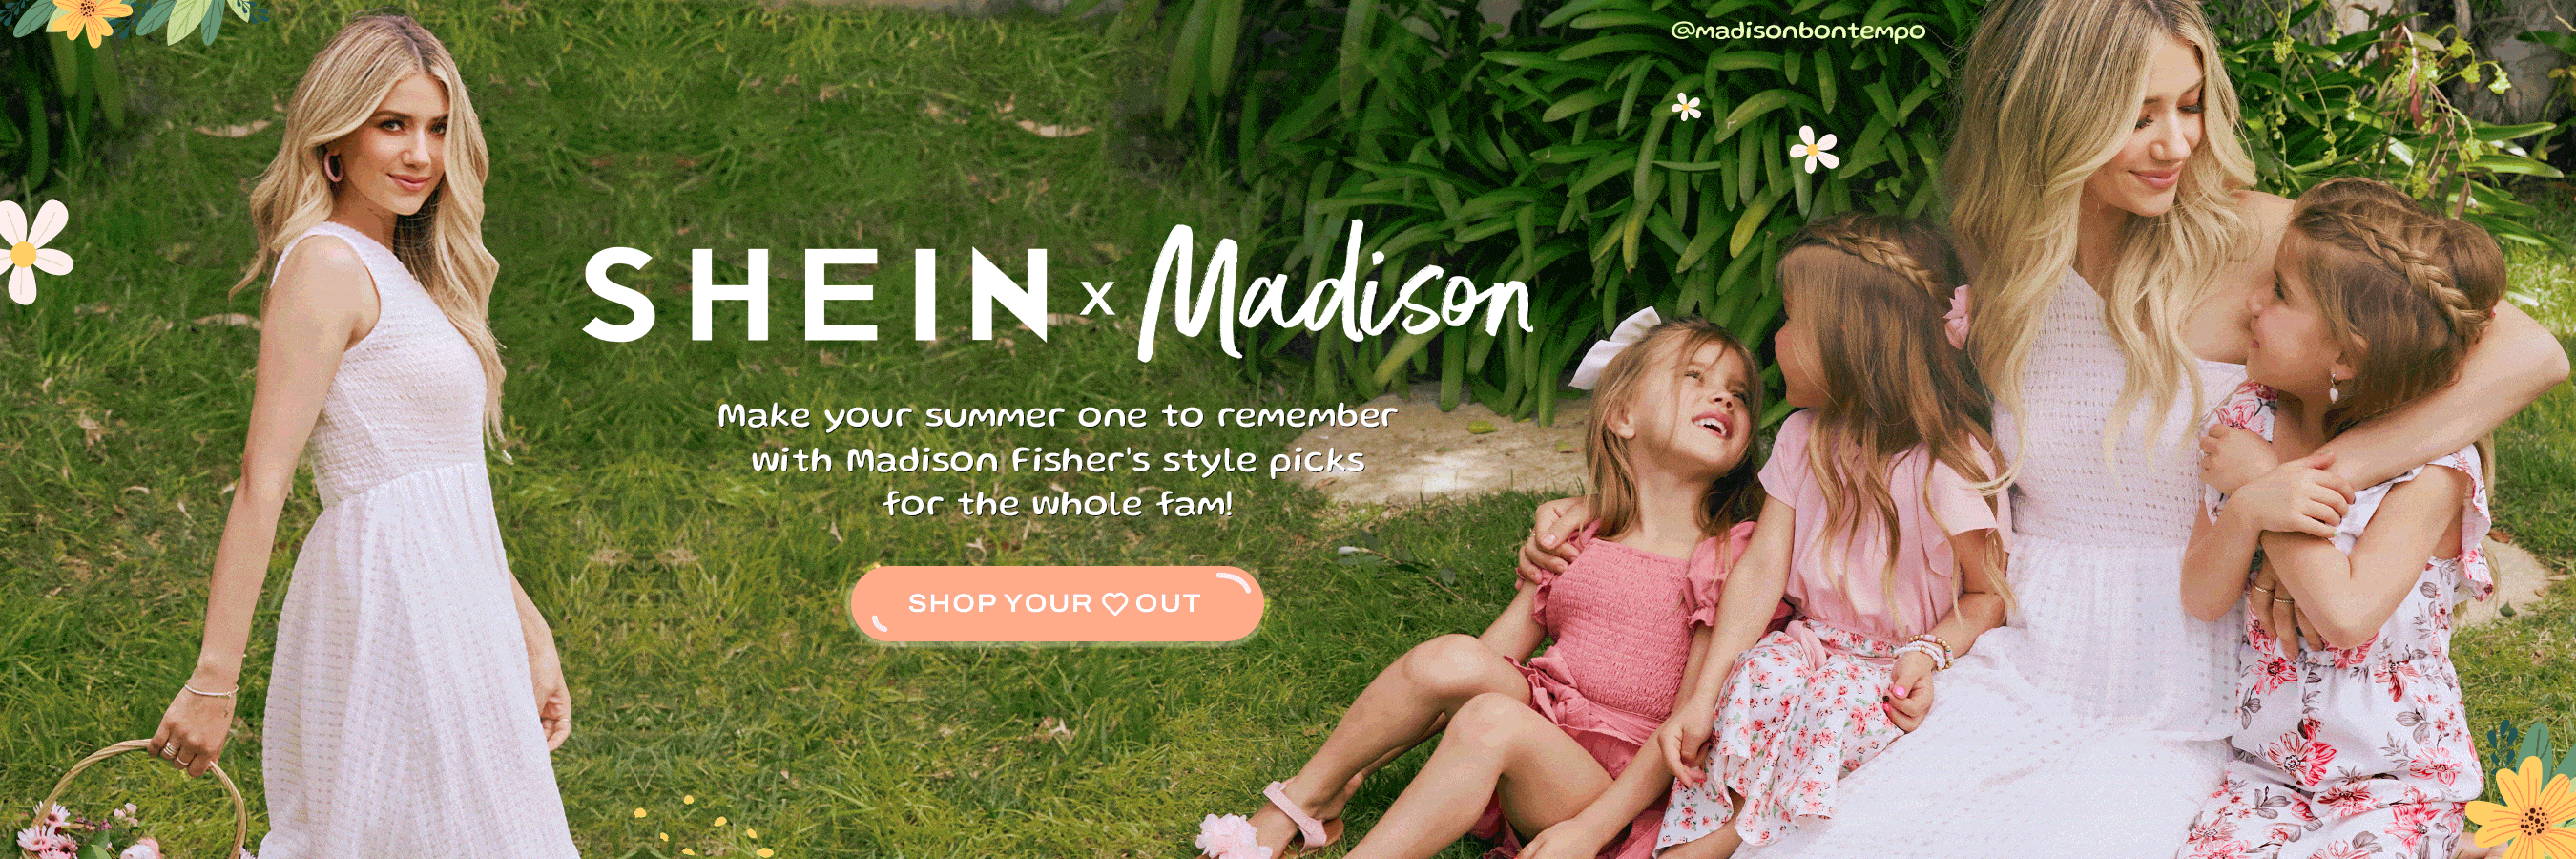 @madisonbontempo
SHEIN x Madison
Make your summer one to remember
with Madison Fisher's style picks
for the whole fam!
SHOP YOUR ♡ OUT